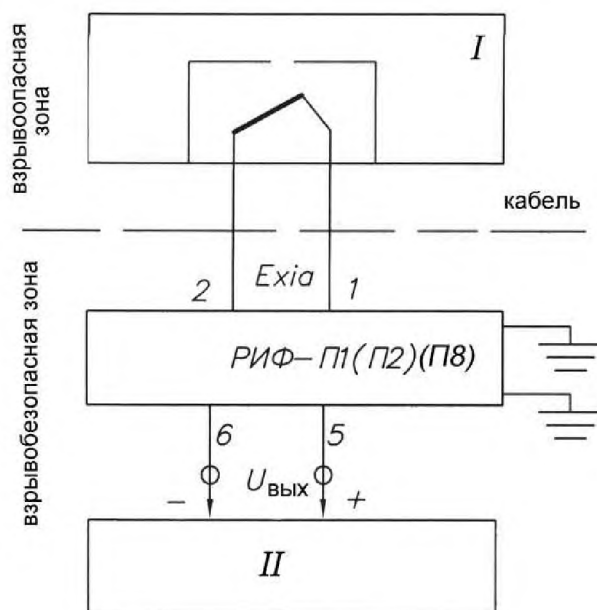 взрывоопасная
зона
I
кабель
взрывобезопасная зона
2 Exia 1
РИФ-П1(П2)(П8)
6 5
Uвых
- +
II